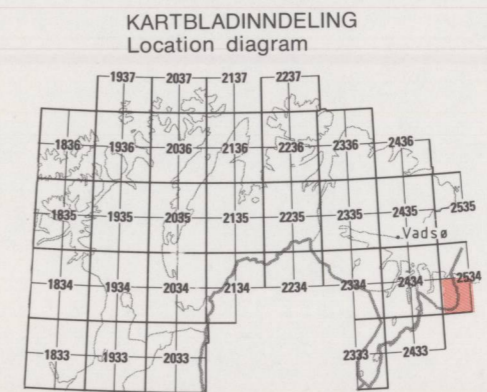 KARTBLADINNDELING
Location diagram
1937 2037 2137 2237
1836 1936 2036 2136 2236 2336 2436
1835 1935 2035 2135 2235 2335 2435 2535
Vadsø
1834 1934 2034 2134 2234 2334 2434 2534
1833 1933 2033 2333 2433